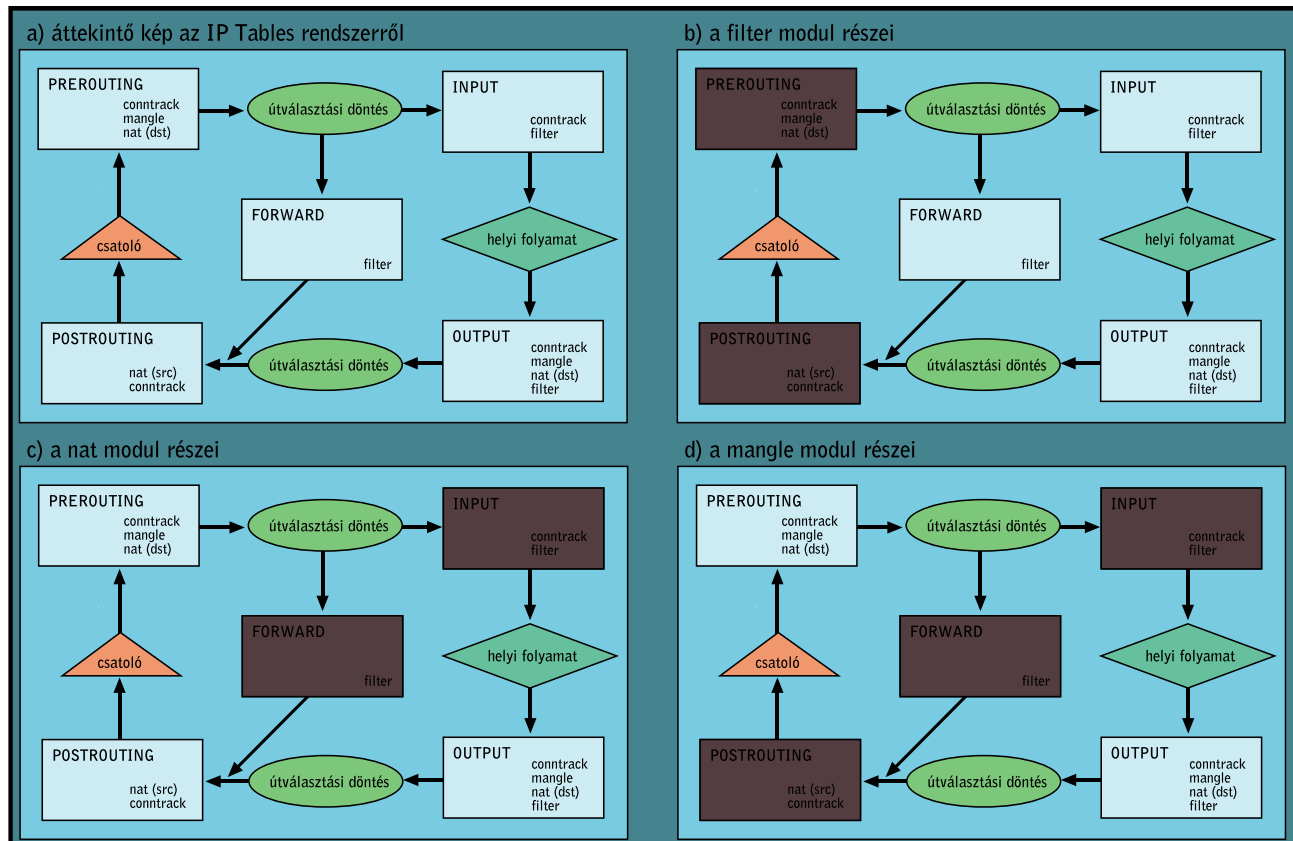 a) áttekintő kép az IP Tables rendszerről
PREROUTING
conntrack
mangle
nat (dst)
útválasztási döntés
INPUT
conntrack
filter
FORWARD
filter
csatoló
helyi folyamat
POSTROUTING
nat (src)
conntrack
útválasztási döntés
OUTPUT
conntrack
mangle
nat (dst)
filter
b) a filter modul részei
PREROUTING
conntrack
mangle
nat (dst)
útválasztási döntés
INPUT
conntrack
filter
FORWARD
filter
csatoló
helyi folyamat
POSTROUTING
nat (src)
conntrack
útválasztási döntés
OUTPUT
conntrack
mangle
nat (dst)
filter
c) a nat modul részei
PREROUTING
conntrack
mangle
nat (dst)
útválasztási döntés
INPUT
conntrack
filter
FORWARD
filter
csatoló
helyi folyamat
POSTROUTING
nat (src)
conntrack
útválasztási döntés
OUTPUT
conntrack
mangle
nat (dst)
filter
d) a mangle modul részei
PREROUTING
conntrack
mangle
nat (dst)
útválasztási döntés
INPUT
conntrack
filter
FORWARD
filter
csatoló
helyi folyamat
POSTROUTING
nat (src)
conntrack
útválasztási döntés
OUTPUT
conntrack
mangle
nat (dst)
filter